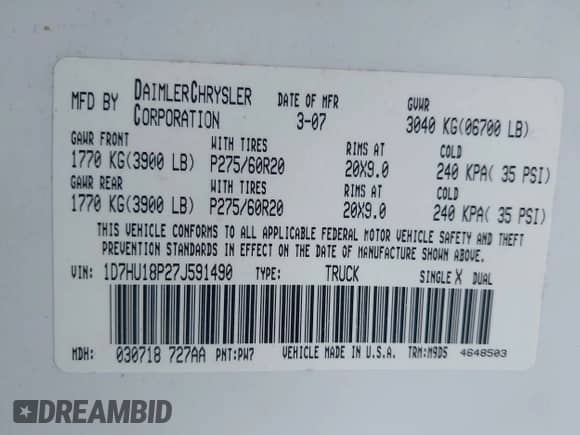 MFD BY DAIMLERCHRYSLER CORPORATION DATE OF MFR 3-07 GVWR 3040 KG(06700 LB)
GAWR FRONT WITH TIRES RIMS AT COLD
1770 KG(3900 LB) P275/60R20 20X9.0 240 KPA( 35 PSI)
GAWR REAR WITH TIRES RIMS AT COLD
1770 KG(3900 LB) P275/60R20 20X9.0 240 KPA( 35 PSI)
THIS VEHICLE CONFORMS TO ALL APPLICABLE FEDERAL MOTOR VEHICLE SAFETY AND THEFT
PREVENTION STANDARDS IN EFFECT ON THE DATE OF MANUFACTURE SHOWN ABOVE.
VIN: 1D7HU18P27J591490 TYPE: TRUCK SINGLE X DUAL
MDH: 030718 727AA PNT:PW7 VEHICLE MADE IN U.S.A. TRM:M9D5 4648503
DREAMBID